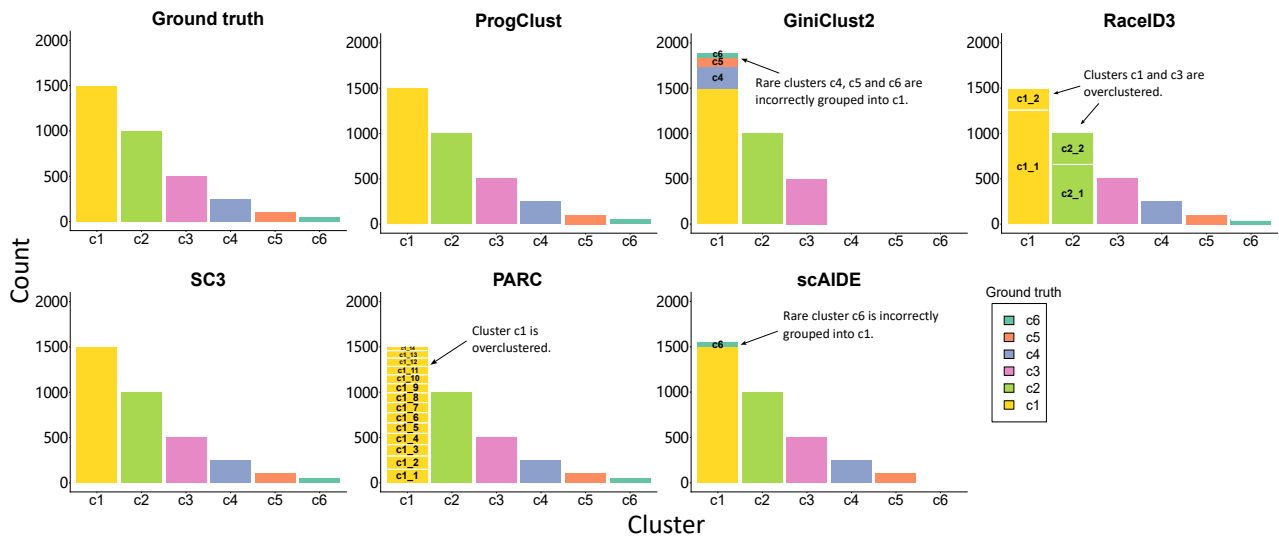 Ground truth
ProgClust
GiniClust2
RaceID3
2000
1500
1000
500
0
c1 c2 c3 c4 c5 c6
2000
1500
1000
500
0
c1 c2 c3 c4 c5 c6
2000
1500
1000
500
0
c6
c5
c4
Rare clusters c4, c5 and c6 are
incorrectly grouped into c1.
c1 c2 c3 c4 c5 c6
2000
1500
1000
500
0
c1_2
c1_1
c2_2
c2_1
Clusters c1 and c3 are
overclustered.
c1 c2 c3 c4 c5 c6
Count
SC3
PARC
scAIDE
2000
1500
1000
500
0
c1 c2 c3 c4 c5 c6
2000
1500
1000
500
0
c1_14
c1_13
c1_12
c1_11
c1_10
c1_9
c1_8
c1_7
c1_6
c1_5
c1_4
c1_3
c1_2
c1_1
Cluster c1 is
overclustered.
c1 c2 c3 c4 c5 c6
2000
1500
1000
500
0
c6
Rare cluster c6 is incorrectly
grouped into c1.
c1 c2 c3 c4 c5 c6
Ground truth
c6
c5
c4
c3
c2
c1
Cluster